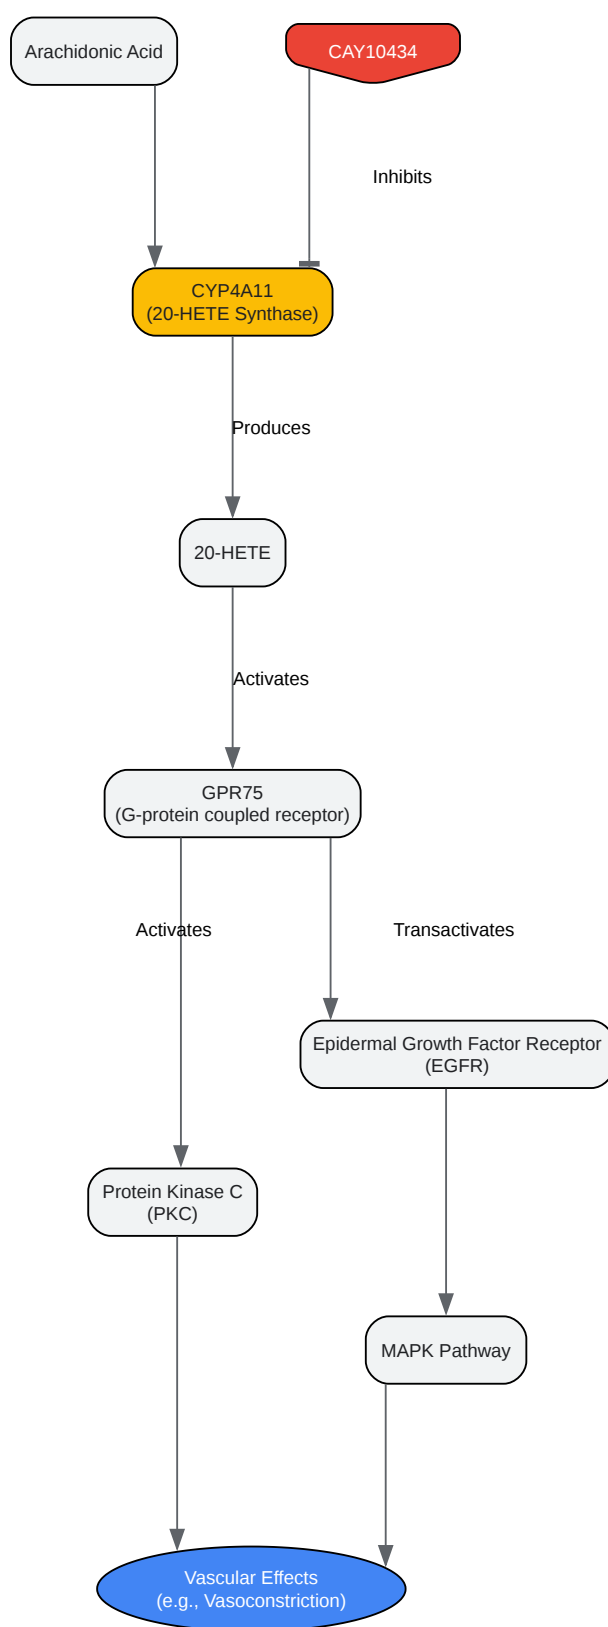 Arachidonic Acid
CAY10434
Inhibits
CYP4A11
(20-HETE Synthase)
Produces
20-HETE
Activates
GPR75
(G-protein coupled receptor)
Activates
Transactivates
Epidermal Growth Factor Receptor
(EGFR)
Protein Kinase C
(PKC)
MAPK Pathway
Vascular Effects
(e.g., Vasoconstriction)